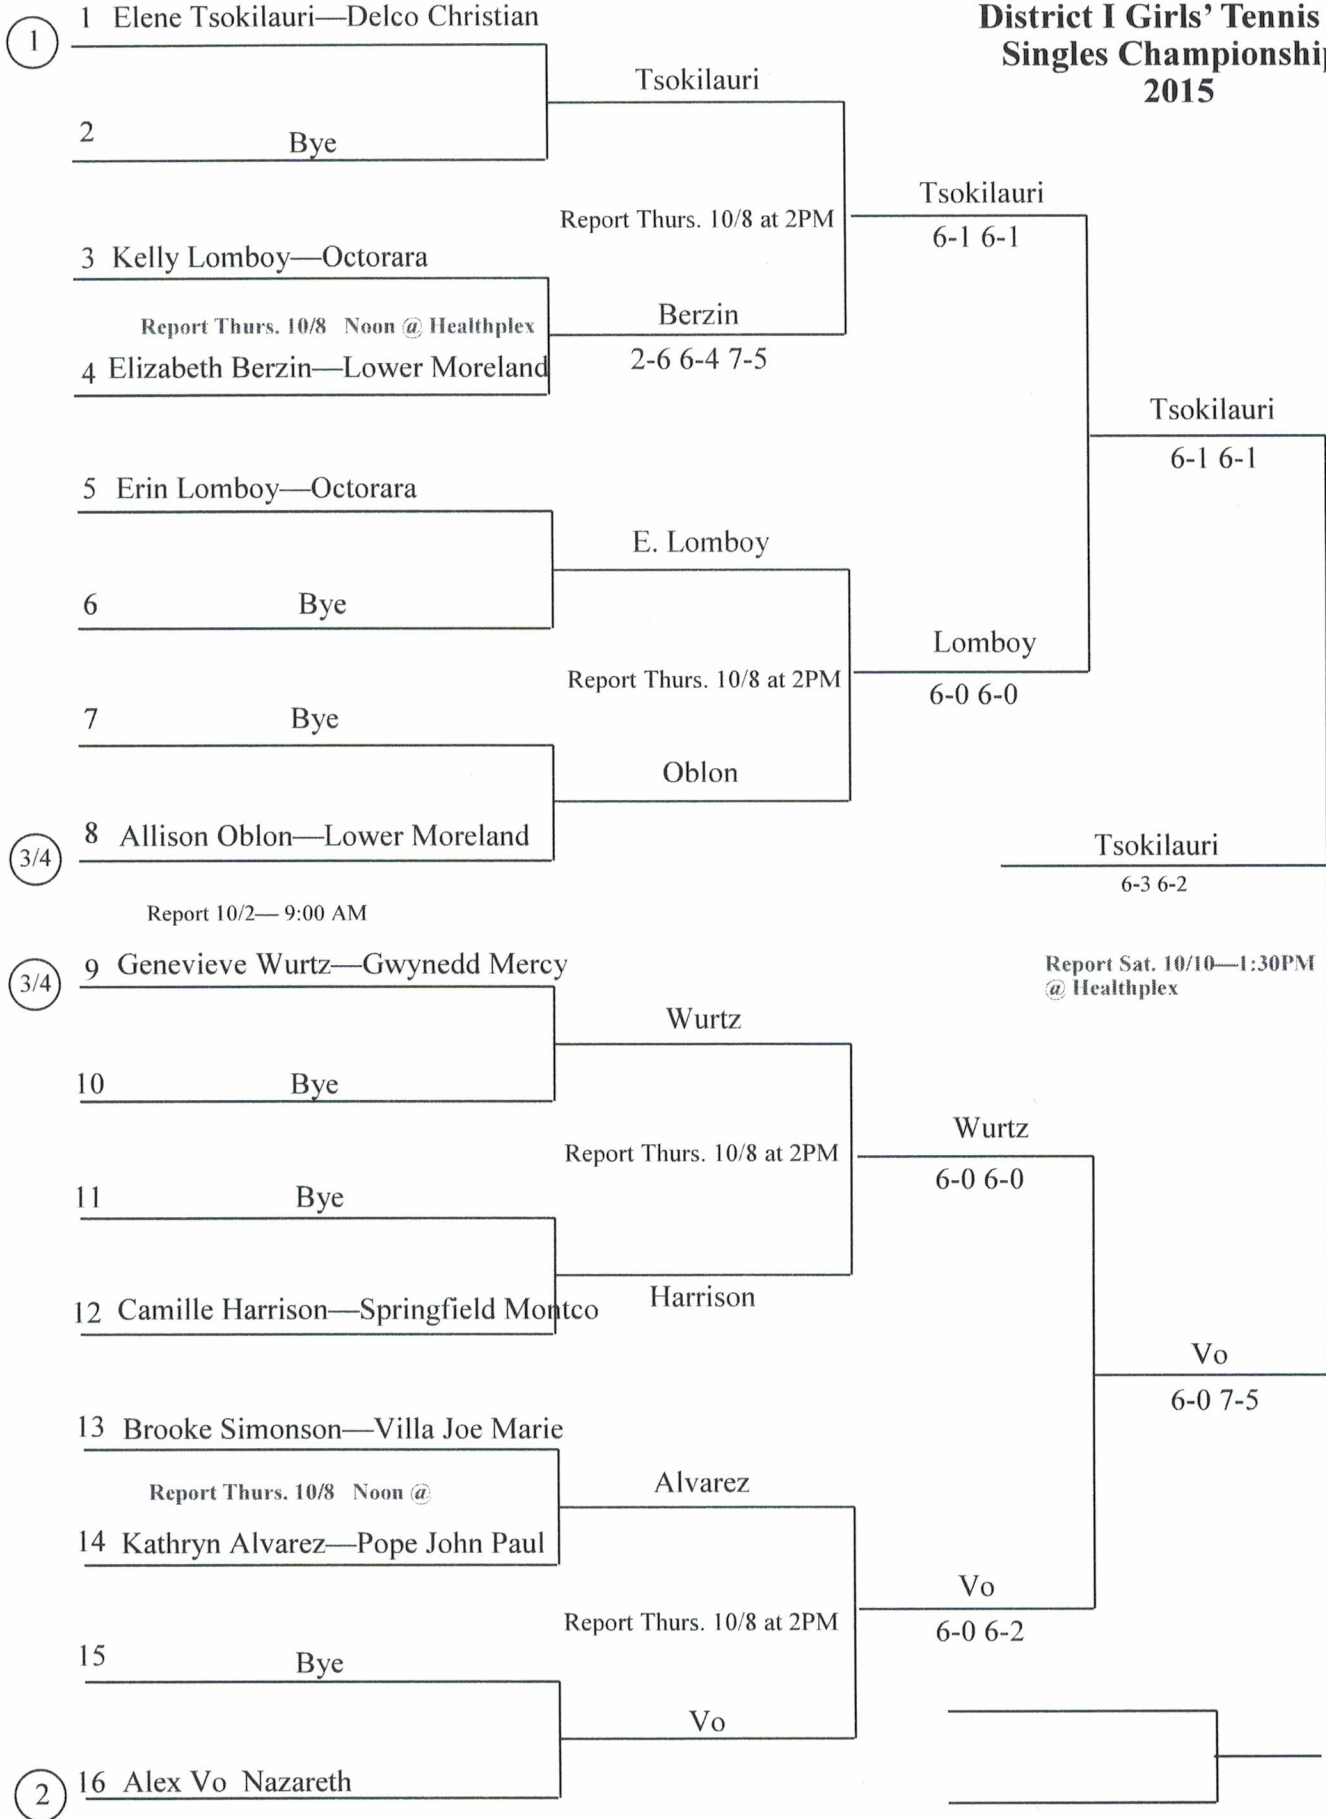 District I Girls' Tennis
Singles Championship
2015
1
1 Elene Tsokilauri—Delco Christian
Tsokilauri
2 Bye
Report Thurs. 10/8 at 2PM
Tsokilauri
6-1 6-1
3 Kelly Lomboy—Octorara
Report Thurs. 10/8 Noon @ Healthplex
Berzin
2-6 6-4 7-5
4 Elizabeth Berzin—Lower Moreland
Tsokilauri
6-1 6-1
5 Erin Lomboy—Octorara
E. Lomboy
6 Bye
Report Thurs. 10/8 at 2PM
Lomboy
6-0 6-0
7 Bye
Oblon
3/4
8 Allison Oblon—Lower Moreland
Tsokilauri
6-3 6-2
Report 10/2— 9:00 AM
3/4
9 Genevieve Wurtz—Gwynedd Mercy
Report Sat. 10/10—1:30PM
@ Healthplex
Wurtz
10 Bye
Report Thurs. 10/8 at 2PM
Wurtz
6-0 6-0
11 Bye
Harrison
12 Camille Harrison—Springfield Montco
Vo
6-0 7-5
13 Brooke Simonson—Villa Joe Marie
Report Thurs. 10/8 Noon @
Alvarez
14 Kathryn Alvarez—Pope John Paul
Report Thurs. 10/8 at 2PM
Vo
6-0 6-2
15 Bye
Vo
2
16 Alex Vo Nazareth